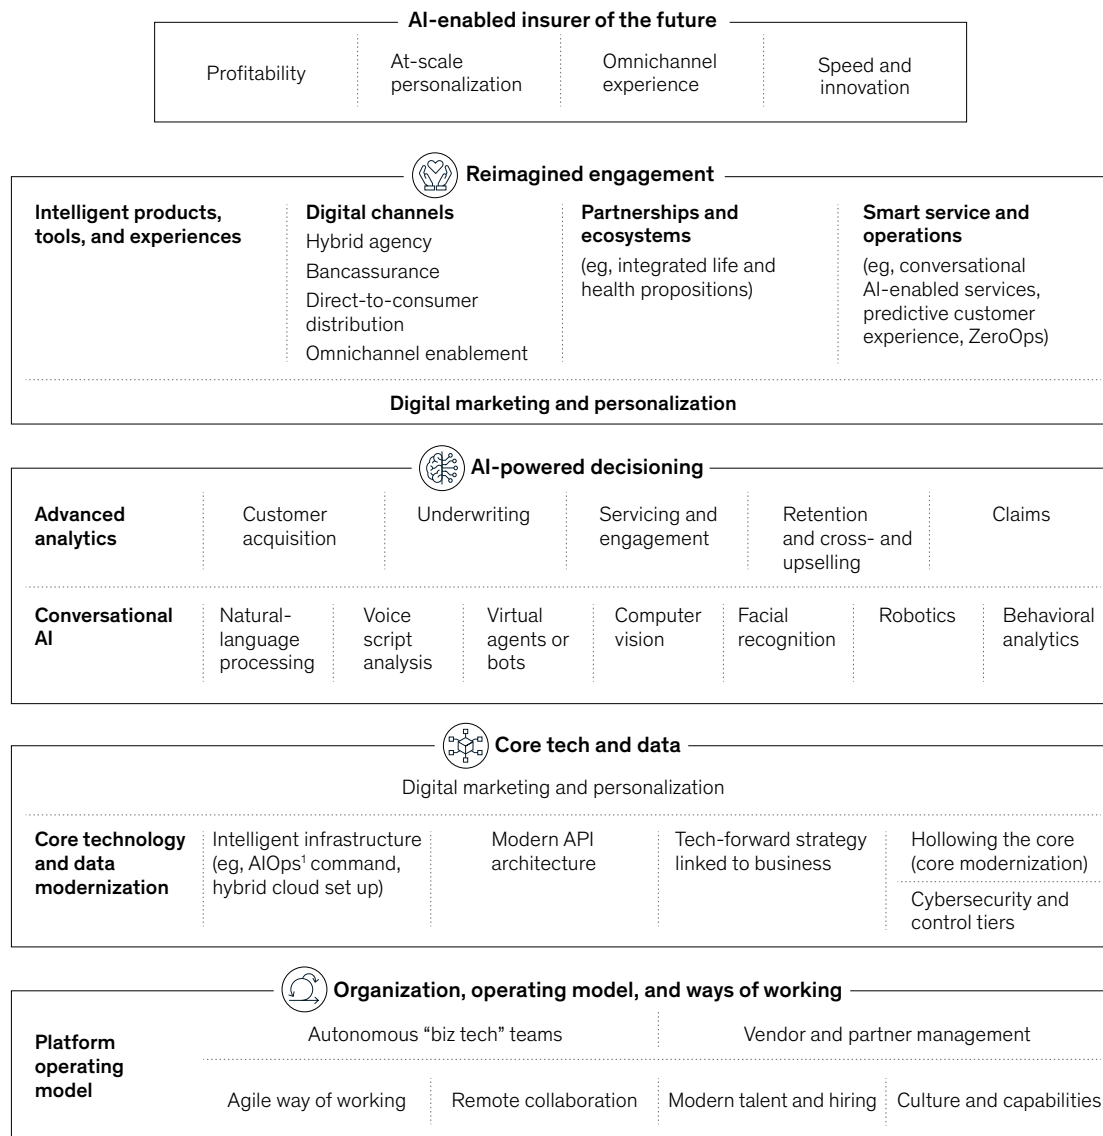 AI-enabled insurer of the future
Profitability
At-scale
personalization
Omnichannel
experience
Speed and
innovation
Reimagined engagement
Intelligent products,
tools, and experiences
Digital channels
Hybrid agency
Bancassurance
Direct-to-consumer
distribution
Omnichannel enablement
Partnerships and
ecosystems
(eg, integrated life and
health propositions)
Smart service and
operations
(eg, conversational
AI-enabled services,
predictive customer
experience, ZeroOps)
Digital marketing and personalization
AI-powered decisioning
Advanced
analytics
Customer
acquisition
Underwriting
Servicing and
engagement
Retention
and cross- and
upselling
Claims
Conversational
AI
Natural-
language
processing
Voice
script
analysis
Virtual
agents or
bots
Computer
vision
Facial
recognition
Robotics
Behavioral
analytics
Core tech and data
Digital marketing and personalization
Core technology
and data
modernization
Intelligent infrastructure
(eg, AIOps¹ command,
hybrid cloud set up)
Modern API
architecture
Tech-forward strategy
linked to business
Hollowing the core
(core modernization)
Cybersecurity and
control tiers
Organization, operating model, and ways of working
Platform
operating
model
Autonomous “biz tech” teams
Vendor and partner management
Agile way of working
Remote collaboration
Modern talent and hiring
Culture and capabilities